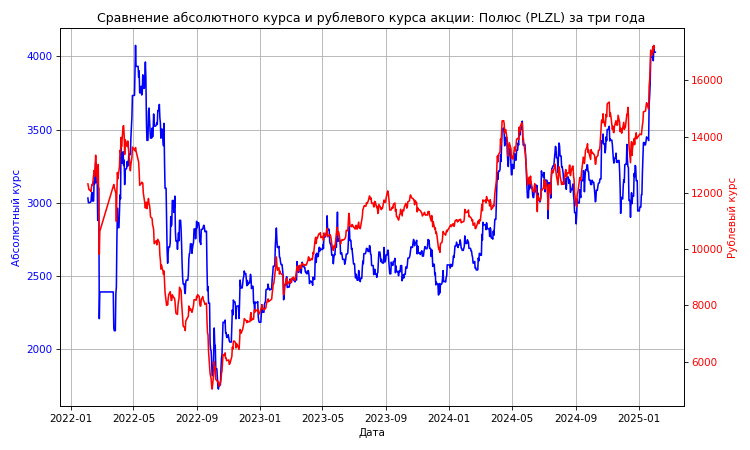 Сравнение абсолютного курса и рублевого курса акции: Полюс (PLZL) за три года
4000
3500
3000
2500
2000
Абсолютный курс
16000
14000
12000
10000
8000
6000
Рублевый курс
2022-01 2022-05 2022-09 2023-01 2023-05 2023-09 2024-01 2024-05 2024-09 2025-01
Дата